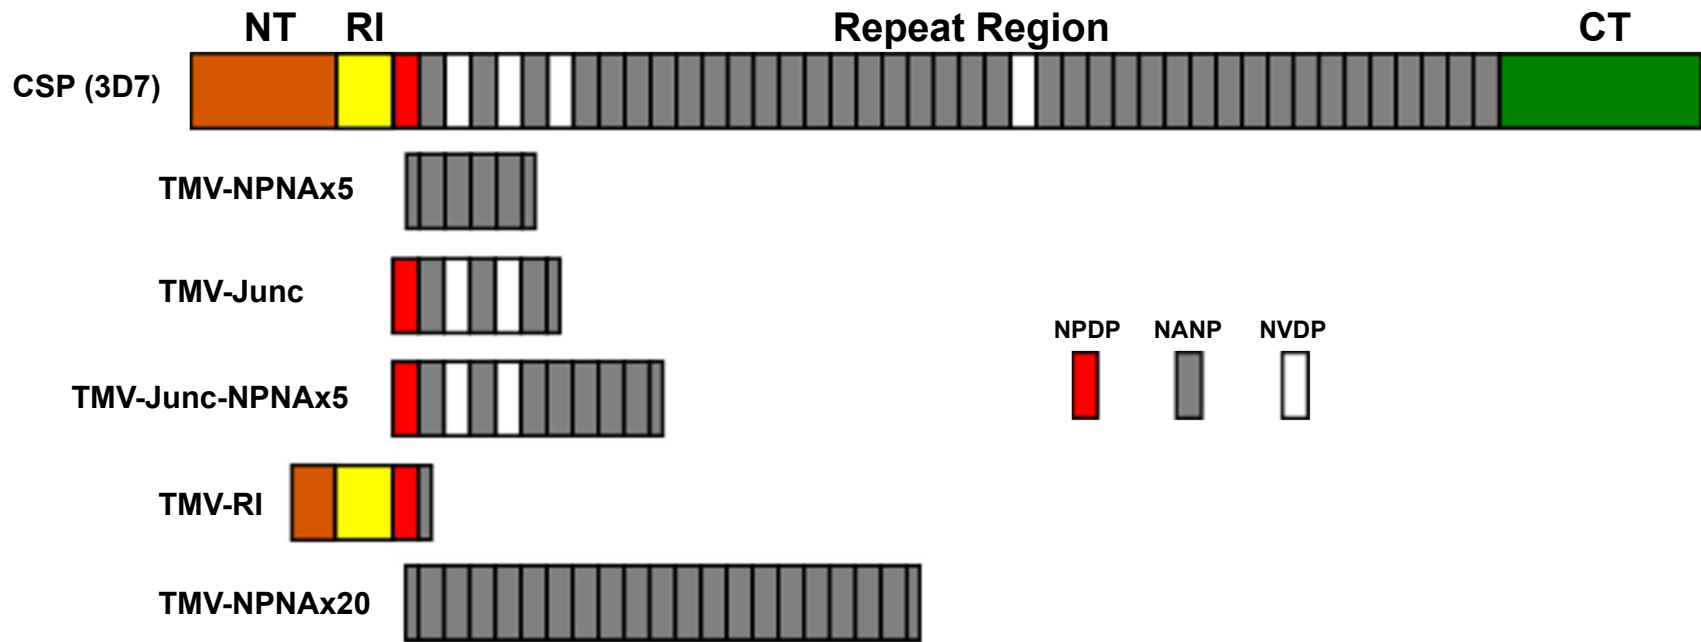 NT RI Repeat Region CT
CSP (3D7)
TMV-NPNAx5
TMV-Junc
NPDP NANP NVDP
TMV-Junc-NPNAx5
TMV-RI
TMV-NPNAx20